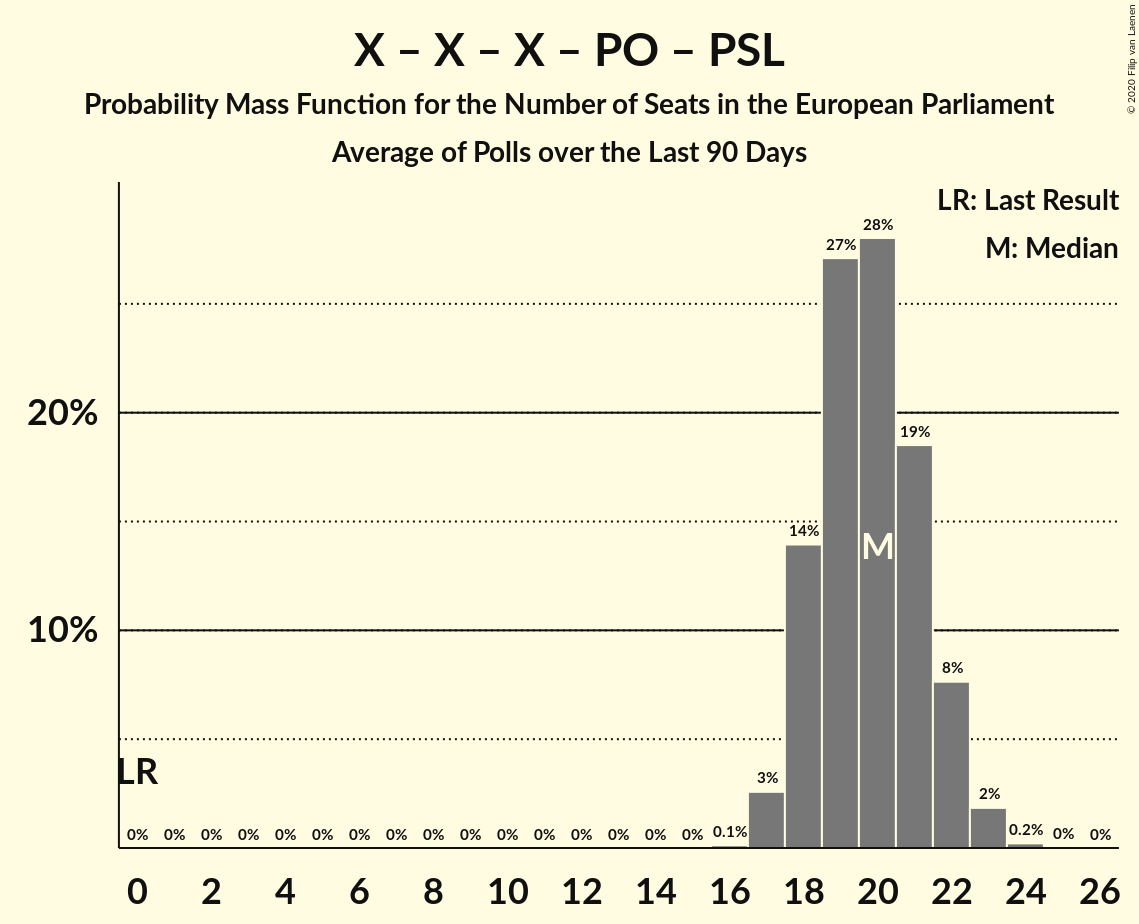 X – X – X – PO – PSL
Probability Mass Function for the Number of Seats in the European Parliament
Average of Polls over the Last 90 Days
© 2020 Filip van Laenen
LR: Last Result
M: Median
28%
27%
20%
19%
14%
M
10%
8%
LR
3%
2%
0% 0% 0% 0% 0% 0% 0% 0% 0% 0% 0% 0% 0% 0% 0% 0% 0.1% 0.2% 0% 0%
0 2 4 6 8 10 12 14 16 18 20 22 24 26